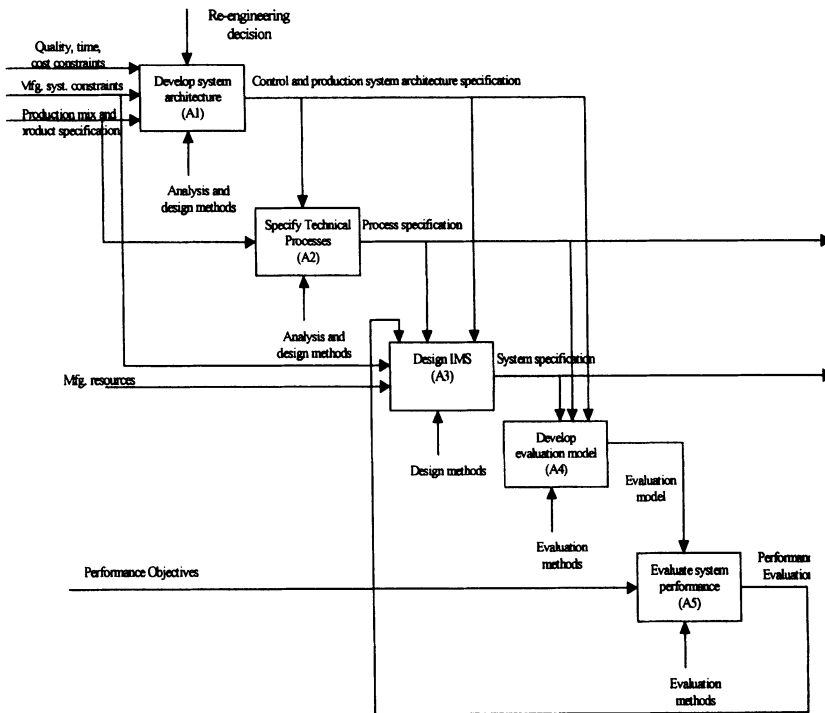 Re-engineering
decision
Quality, time,
cost constraints
Mfg. syst. constraints
Production mix and
product specification
Develop system
architecture
(A1)
Control and production system architecture specification
Analysis and
design methods
Specify Technical
Processes
(A2)
Process specification
Analysis and
design methods
Design IMS
(A3)
System specification
Mfg. resources
Design methods
Develop
evaluation model
(A4)
Evaluation
model
Evaluation
methods
Performance Objectives
Evaluate system
performance
(A5)
Performanc
Evaluation
Evaluation
methods